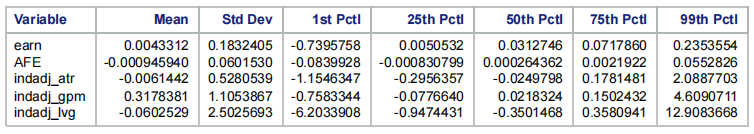 Variable Mean Std Dev 1st Pctl 25th Pctl 50th Pctl 75th Pctl 99th Pctl
earn 0.0043312 0.1832405 -0.7395758 0.0050532 0.0312746 0.0717860 0.2353554
AFE -0.000945940 0.0601530 -0.0839928 -0.000830799 0.000264362 0.0021922 0.0552826
indadj_atr -0.0061442 0.5280539 -1.1546347 -0.2956357 -0.0249798 0.1781481 2.0887703
indadj_gpm 0.3178381 1.1053867 -0.7583344 -0.0776640 0.0218324 0.1502432 4.6090711
indadj_lvg -0.0602529 2.5025693 -6.2033908 -0.9474431 -0.3501468 0.3580941 12.9083668